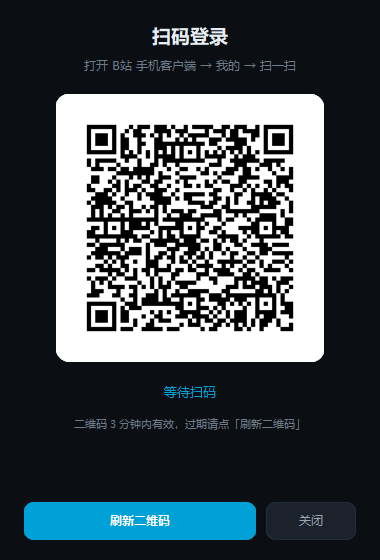 扫码登录
打开 B站 手机客户端 → 我的 → 扫一扫
等待扫码
二维码 3 分钟内有效，过期请点「刷新二维码」
刷新二维码
关闭